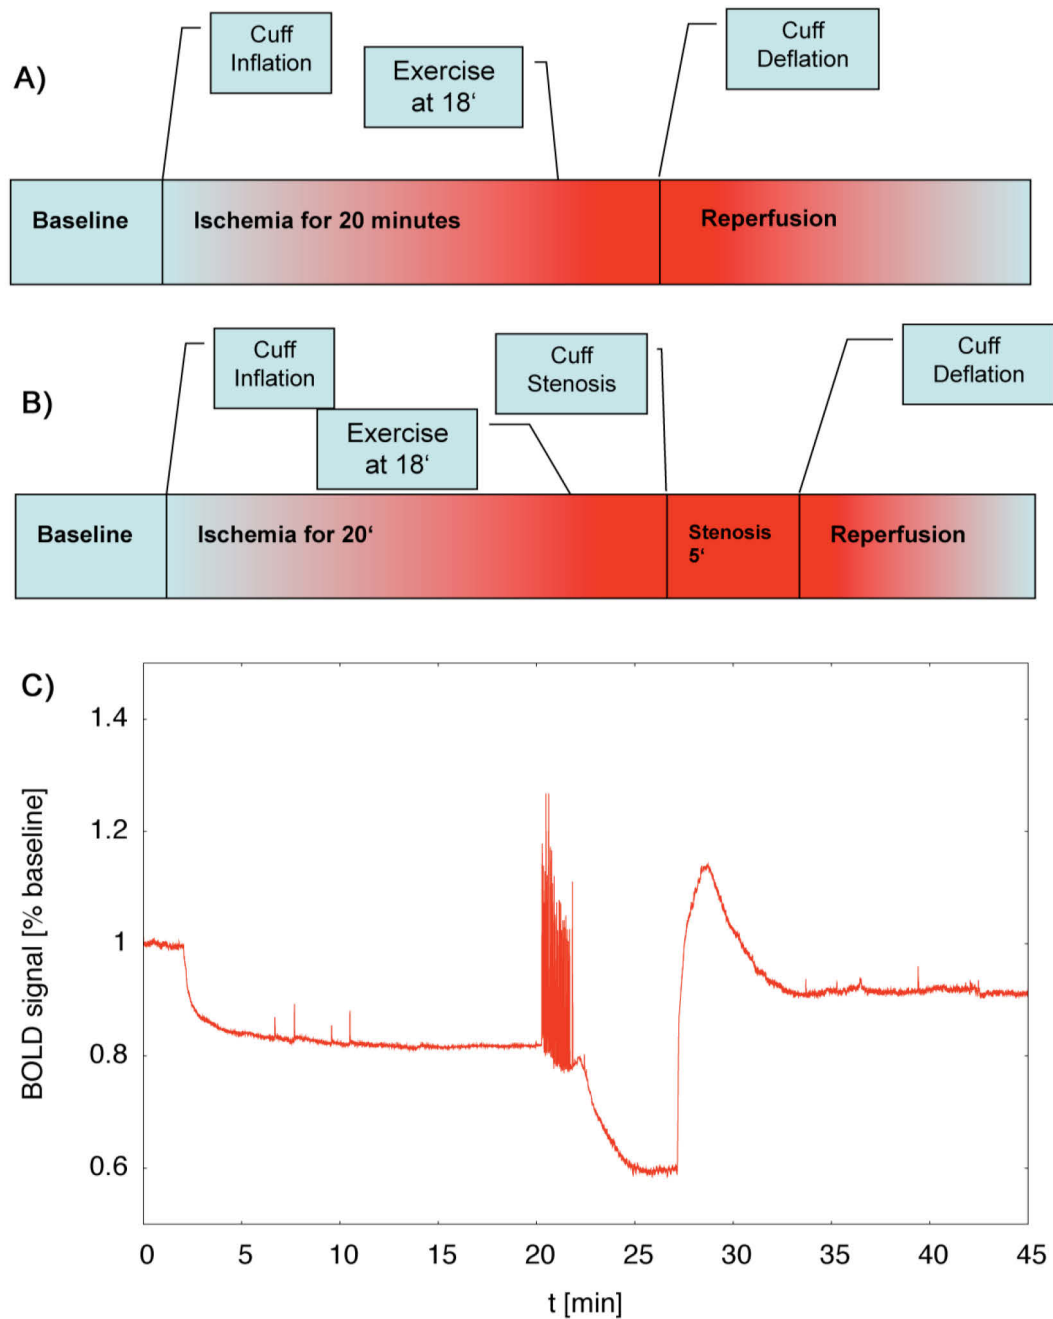 A)
Cuff
Inflation
Exercise
at 18‘
Cuff
Deflation
Baseline
Ischemia for 20 minutes
Reperfusion
B)
Cuff
Inflation
Exercise
at 18‘
Cuff
Stenosis
Cuff
Deflation
Baseline
Ischemia for 20‘
Stenosis
5‘
Reperfusion
C)
BOLD signal [% baseline]
1.4
1.2
1
0.8
0.6
0 5 10 15 20 25 30 35 40 45
t [min]